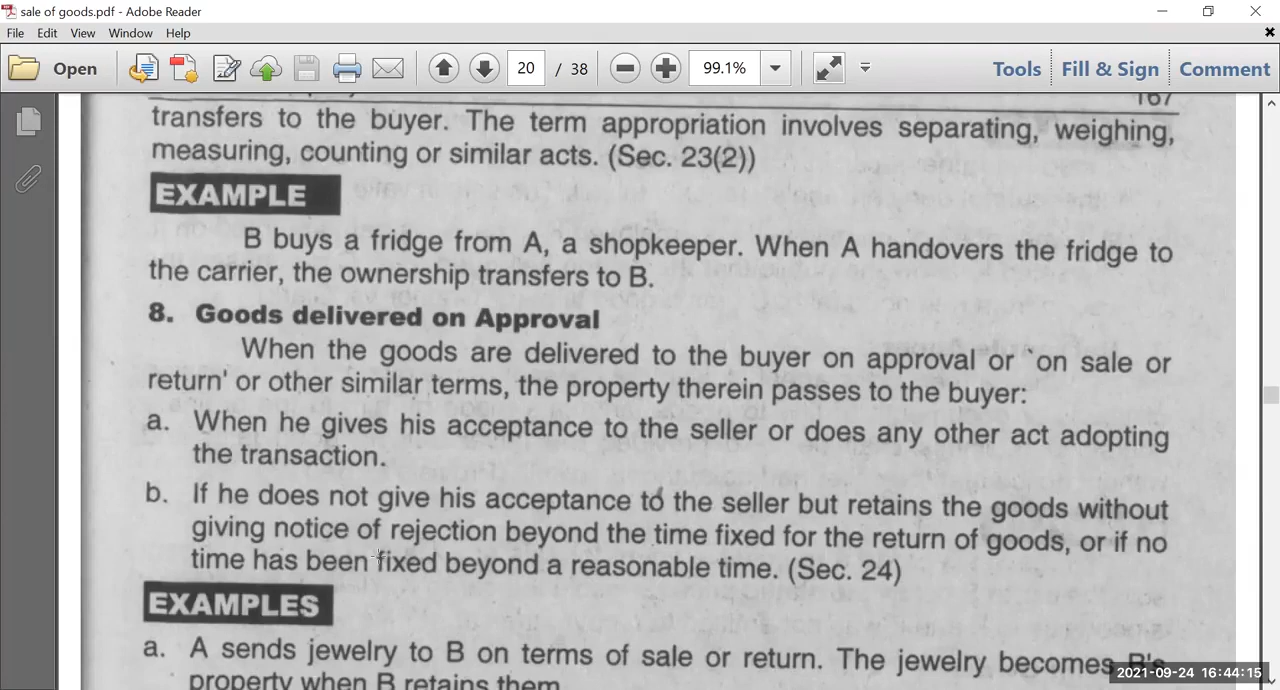 sale of goods.pdf - Adobe Reader
File Edit View Window Help
Open 20 / 38 99.1% Tools Fill & Sign Comment
167
transfers to the buyer. The term appropriation involves separating, weighing,
measuring, counting or similar acts. (Sec. 23(2))
EXAMPLE
B buys a fridge from A, a shopkeeper. When A handovers the fridge to
the carrier, the ownership transfers to B.
8. Goods delivered on Approval
When the goods are delivered to the buyer on approval or `on sale or
return' or other similar terms, the property therein passes to the buyer:
a. When he gives his acceptance to the seller or does any other act adopting
the transaction.
b. If he does not give his acceptance to the seller but retains the goods without
giving notice of rejection beyond the time fixed for the return of goods, or if no
time has been fixed beyond a reasonable time. (Sec. 24)
EXAMPLES
a. A sends jewelry to B on terms of sale or return. The jewelry becomes B's
property when B retains them
2021-09-24 16:44:15